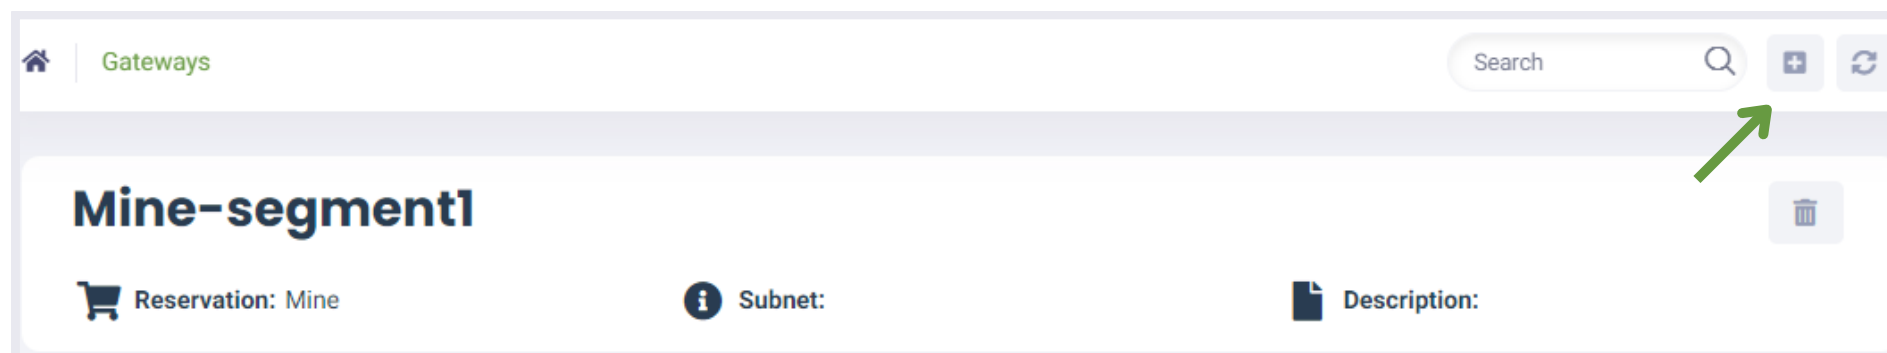 Gateways
Search
Mine-segment1
Reservation: Mine
Subnet:
Description: